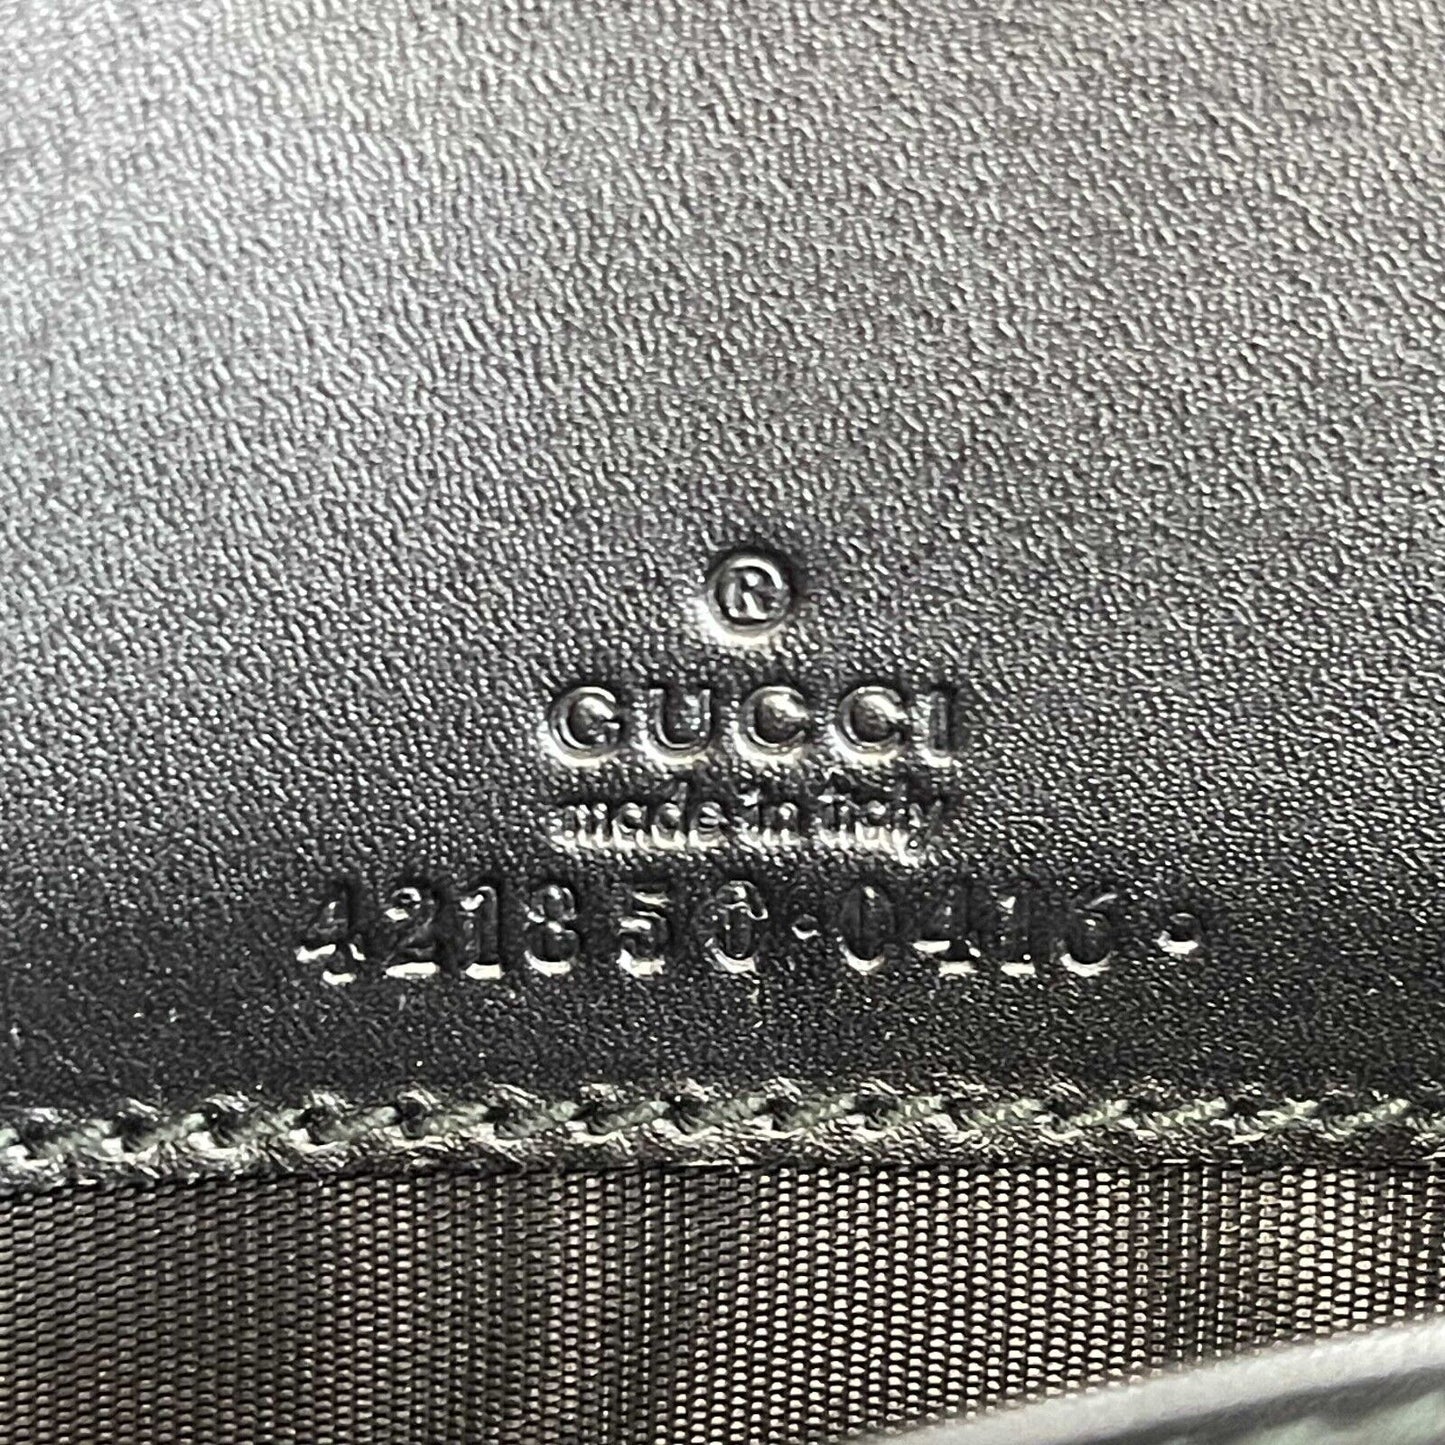 ®
GUCCI
made in italy
421850·0416·